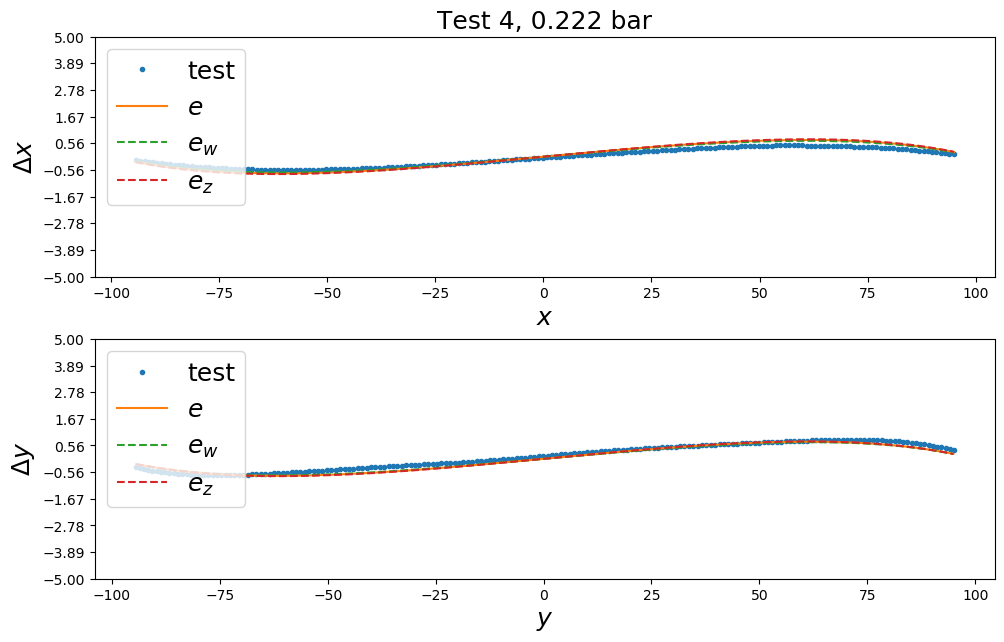 Test 4, 0.222 bar
5.00
3.89
2.78
1.67
0.56
−0.56
−1.67
−2.78
−3.89
−5.00
Δx
test
e
e_w
e_z
−100 −75 −50 −25 0 25 50 75 100
x
5.00
3.89
2.78
1.67
0.56
−0.56
−1.67
−2.78
−3.89
−5.00
Δy
test
e
e_w
e_z
−100 −75 −50 −25 0 25 50 75 100
y